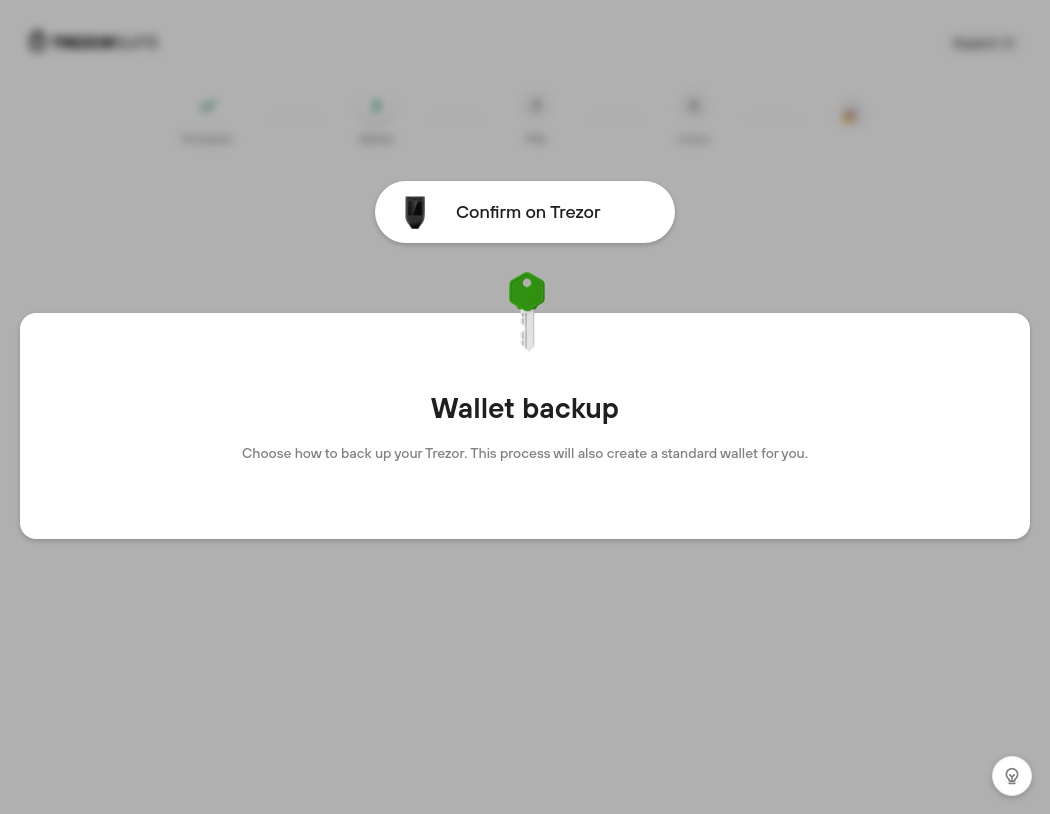 TREZOR SUITE
Support
Firmware
Wallet
PIN
Coins
Confirm on Trezor
Wallet backup
Choose how to back up your Trezor. This process will also create a standard wallet for you.